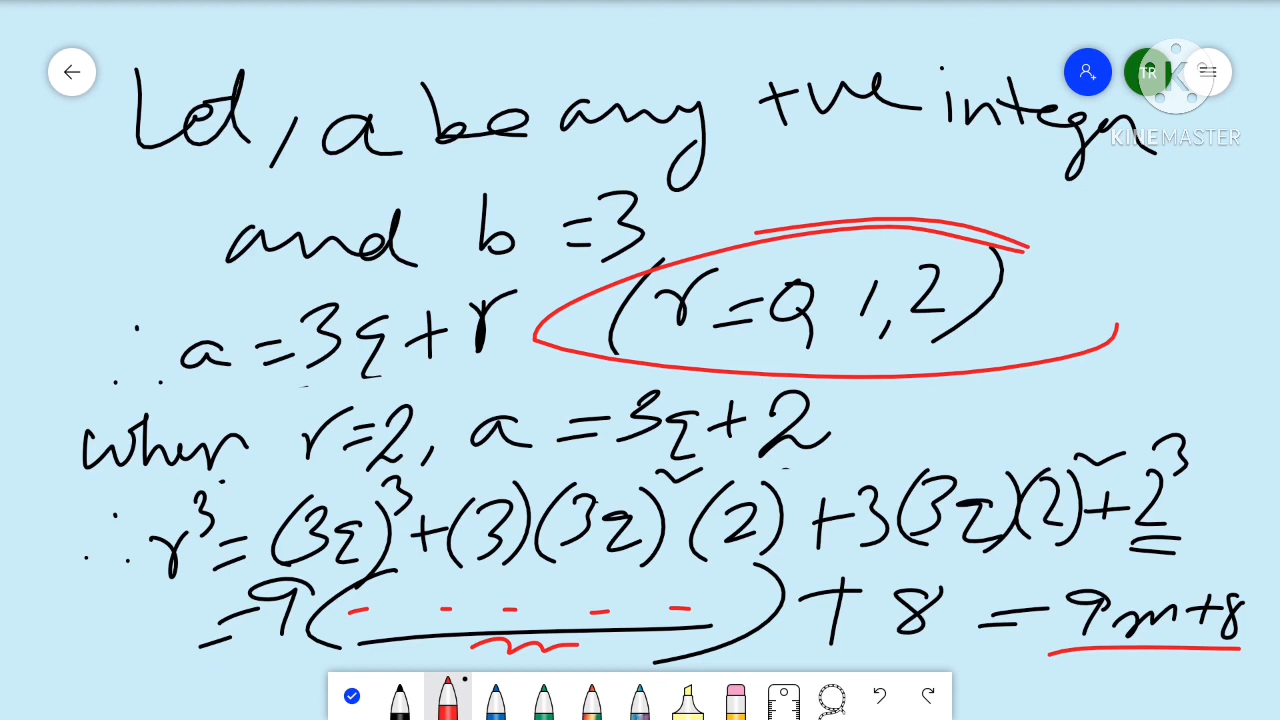 Let, a be any +ve integer
and b = 3
∴ a = 3q + r (r = 0, 1, 2)
when r = 2, a = 3q + 2
∴ r³ = (3q)³ + (3)(3q)²(2) + 3(3q)(2)² + 2³
= 9( - - - - - ) + 8 = 9m + 8
TR
K
KINEMASTER